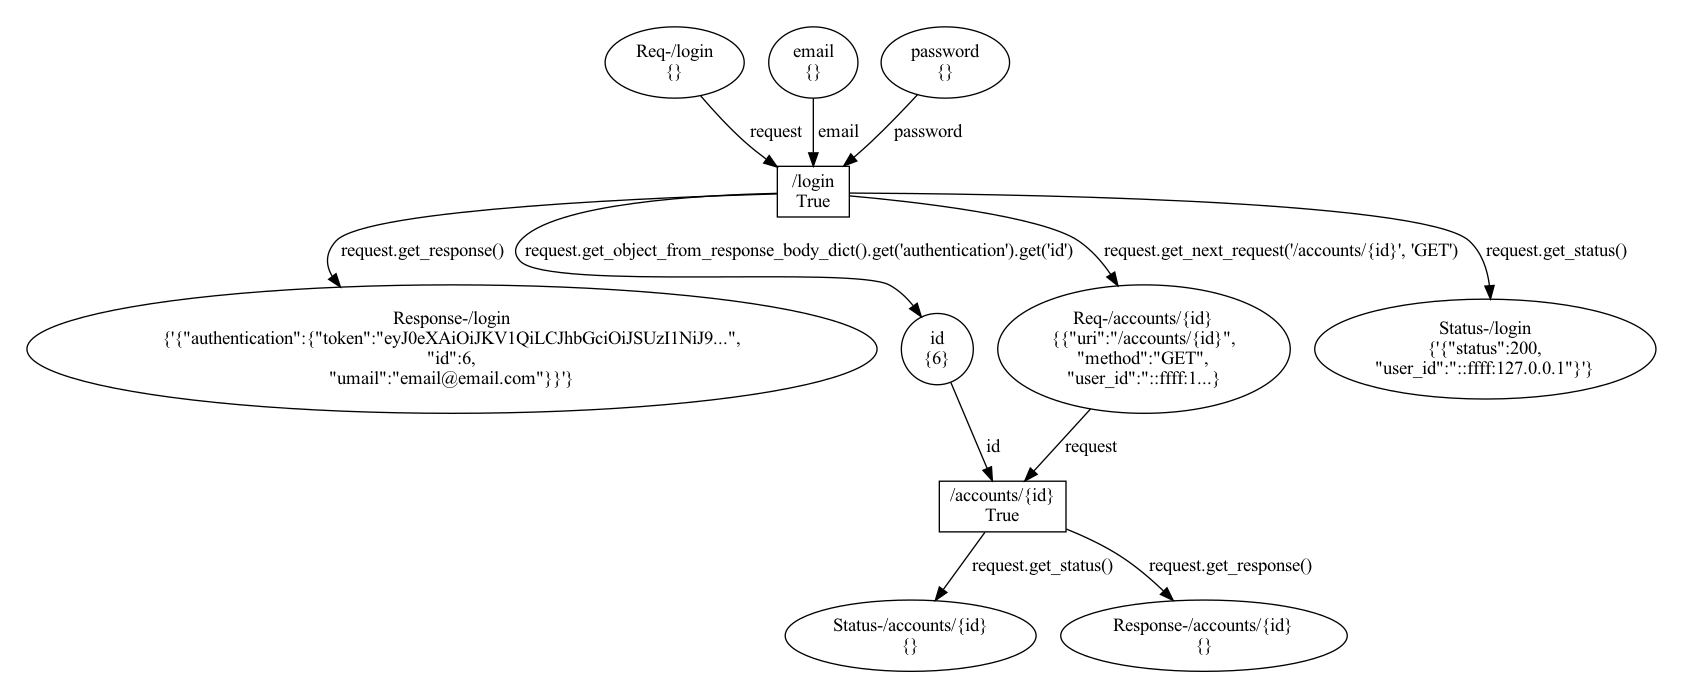 Req-/login
{}
email
{}
password
{}
request
email
password
/login
True
request.get_response()
request.get_object_from_response_body_dict().get('authentication').get('id')
request.get_next_request('/accounts/{id}', 'GET')
request.get_status()
Response-/login
{'{"authentication":{"token":"eyJ0eXAiOiJKV1QiLCJhbGciOiJSUzI1NiJ9...",
"id":6,
"umail":"email@email.com"}}'}
id
{6}
Req-/accounts/{id}
{{"uri":"/accounts/{id}",
"method":"GET",
"user_id":"::ffff:1...}
Status-/login
{'{"status":200,
"user_id":"::ffff:127.0.0.1"}'}
id
request
/accounts/{id}
True
request.get_status()
request.get_response()
Status-/accounts/{id}
{}
Response-/accounts/{id}
{}